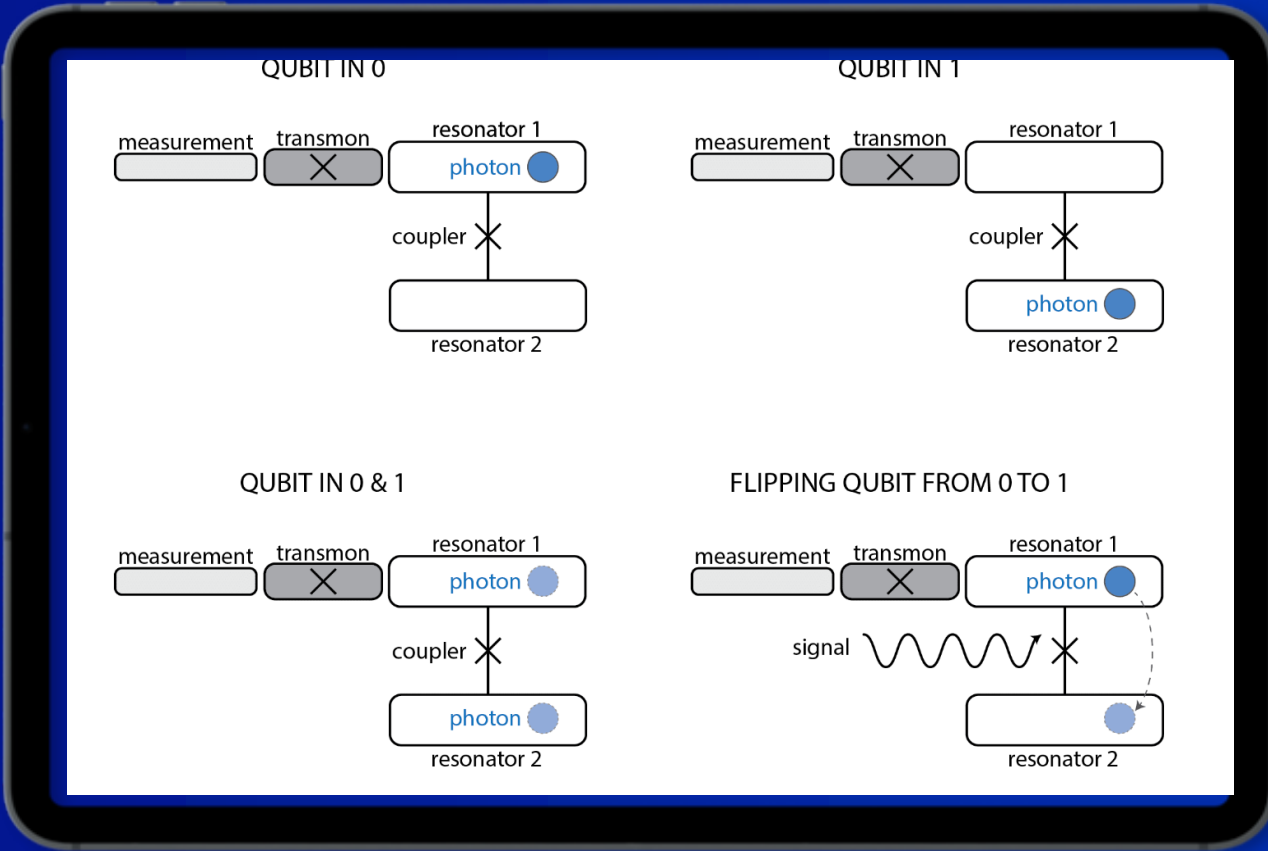 QUBIT IN 0
measurement
transmon
resonator 1
photon
coupler
resonator 2
QUBIT IN 1
measurement
transmon
resonator 1
coupler
photon
resonator 2
QUBIT IN 0 & 1
measurement
transmon
resonator 1
photon
coupler
photon
resonator 2
FLIPPING QUBIT FROM 0 TO 1
measurement
transmon
resonator 1
photon
signal
resonator 2